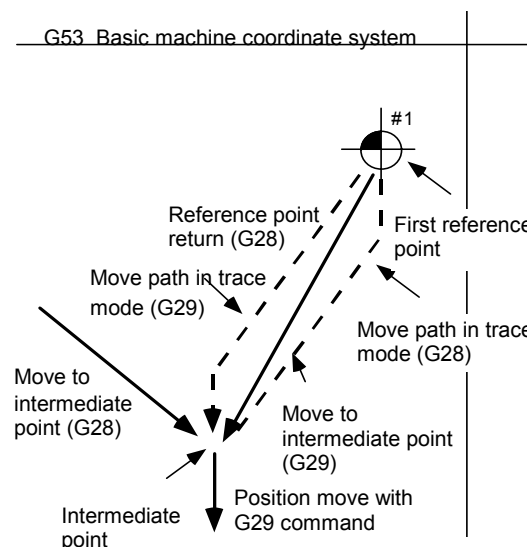 G53 Basic machine coordinate system
#1
Reference point
return (G28)
First reference
point
Move path in trace
mode (G29)
Move path in trace
mode (G28)
Move to
intermediate
point (G28)
Move to
intermediate point
(G29)
Position move with
G29 command
Intermediate
point